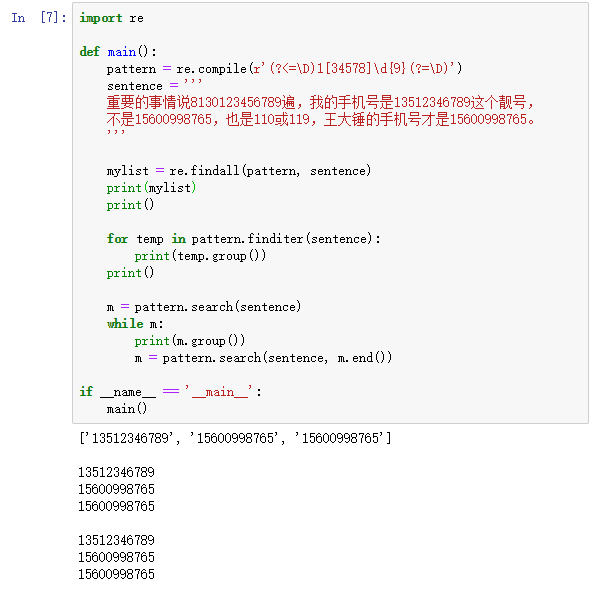 In [7]: import re
def main():
pattern = re.compile(r'(?<=\D)1[34578]\d{9}(?=\D)')
sentence = '''
重要的事情说8130123456789遍，我的手机号是13512346789这个靓号，
不是15600998765，也是110或119，王大锤的手机号才是15600998765。
'''
mylist = re.findall(pattern, sentence)
print(mylist)
print()
for temp in pattern.finditer(sentence):
print(temp.group())
print()
m = pattern.search(sentence)
while m:
print(m.group())
m = pattern.search(sentence, m.end())
if __name__ == '__main__':
main()
['13512346789', '15600998765', '15600998765']
13512346789
15600998765
15600998765
13512346789
15600998765
15600998765